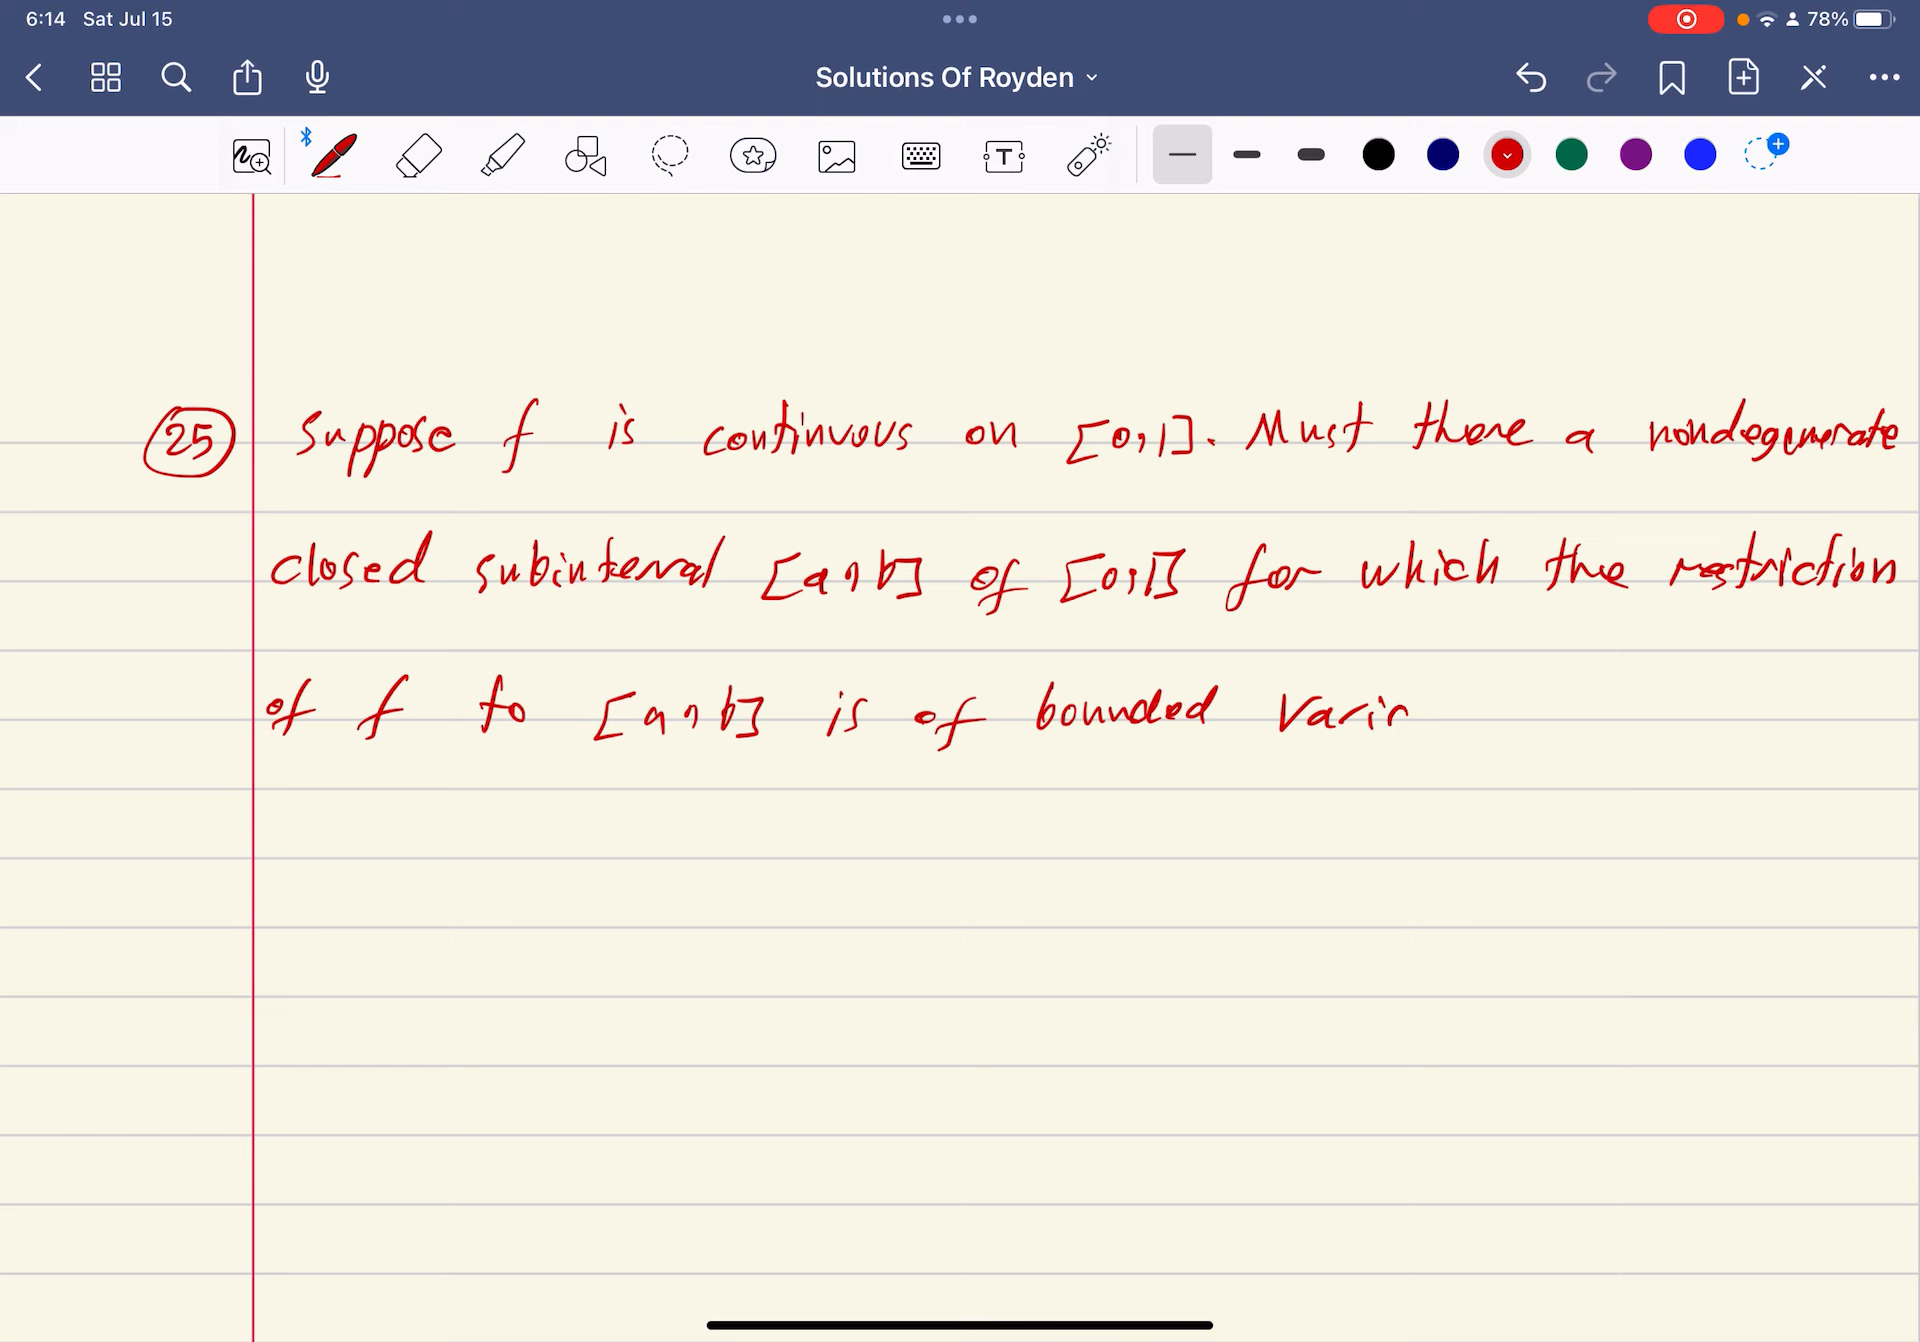 6:14 Sat Jul 15
78%
Solutions Of Royden
T
25 Suppose f is continuous on [0,1]. Must there a nondegenerate
closed subinterval [a,b] of [0,1] for which the restriction
of f to [a,b] is of bounded Varia